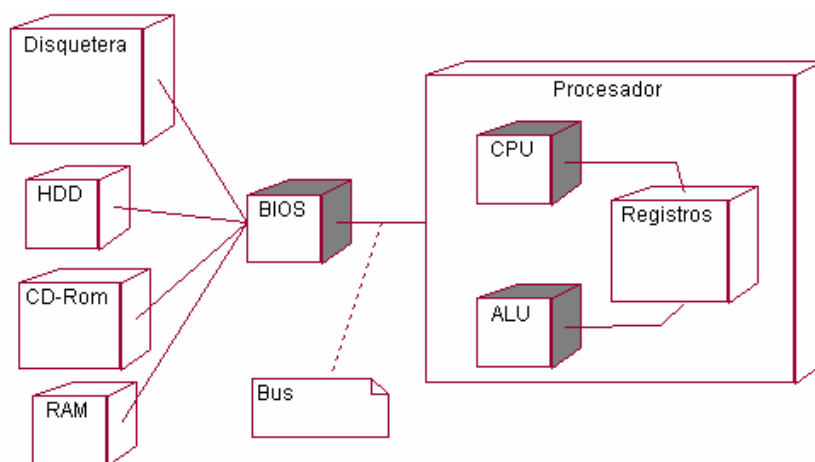 Disquetera
HDD
CD-Rom
RAM
BIOS
Bus
Procesador
CPU
Registros
ALU